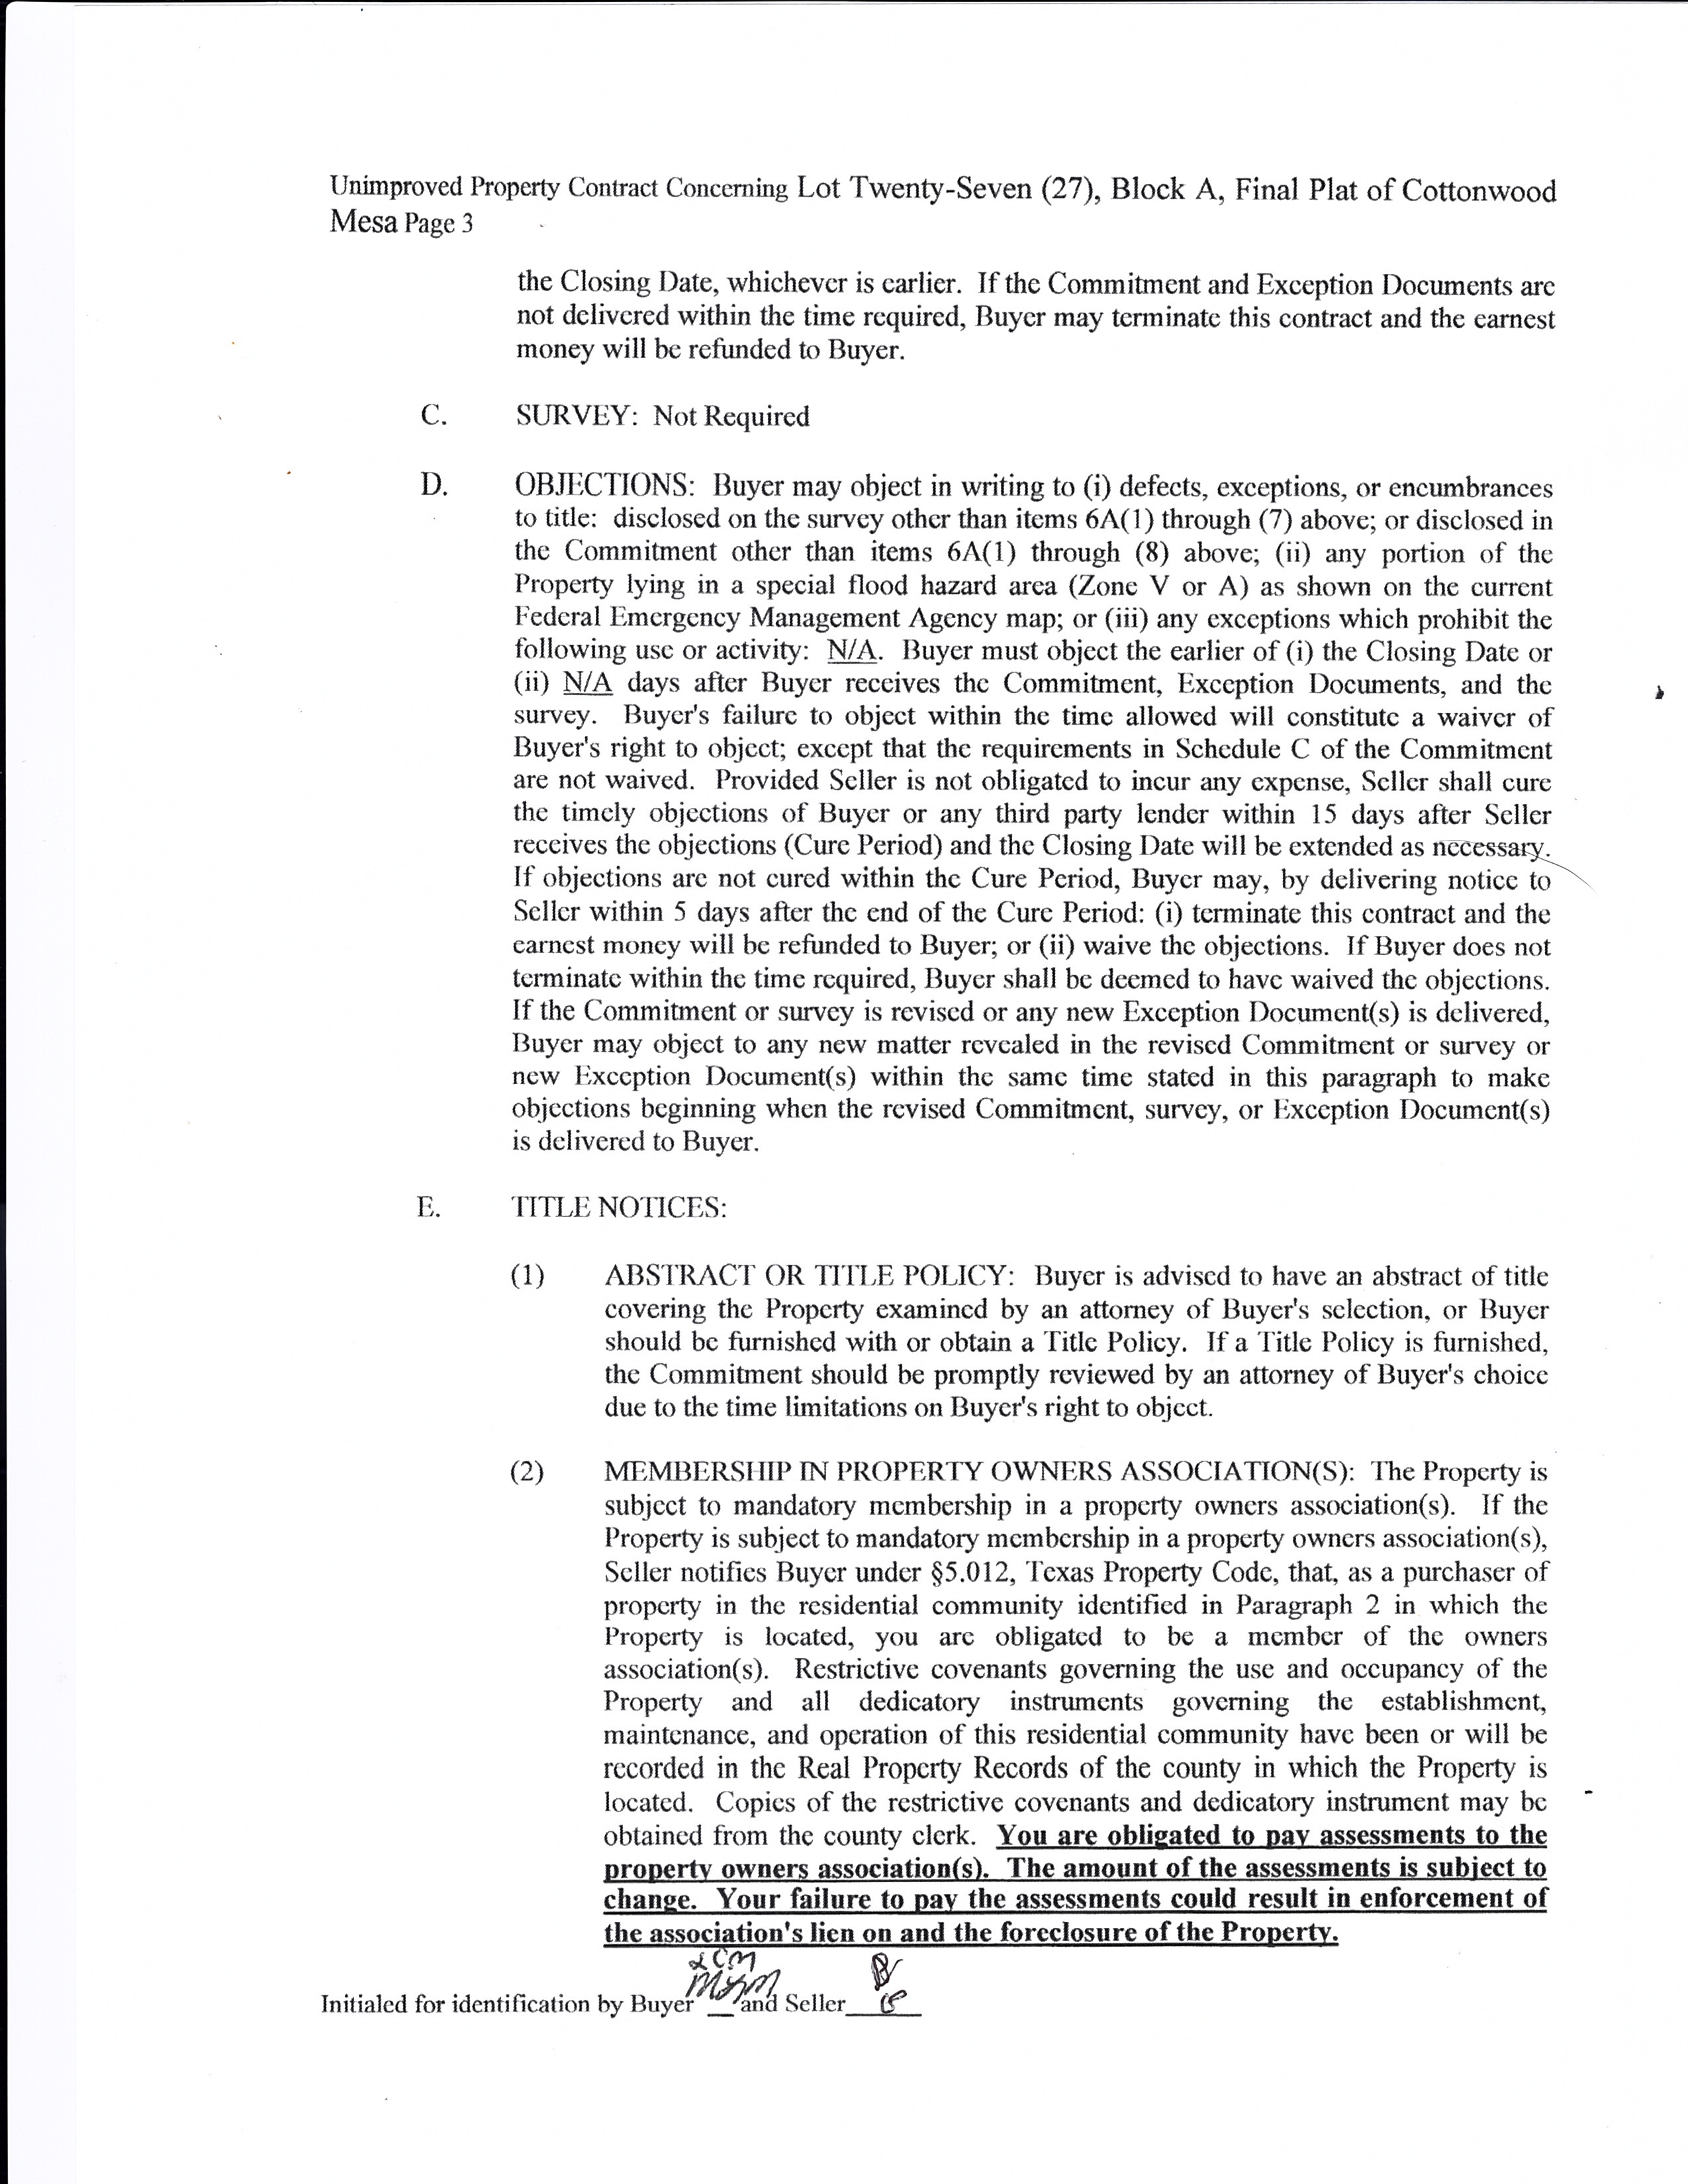 Unimproved Property Contract Concerning Lot Twenty-Seven (27), Block A, Final Plat of Cottonwood
Mesa Page 3
the Closing Date, whichever is earlier. If the Commitment and Exception Documents are
not delivered within the time required, Buyer may terminate this contract and the earnest
money will be refunded to Buyer.
C. SURVEY: Not Required
D. OBJECTIONS: Buyer may object in writing to (i) defects, exceptions, or encumbrances
to title: disclosed on the survey other than items 6A(1) through (7) above; or disclosed in
the Commitment other than items 6A(1) through (8) above; (ii) any portion of the
Property lying in a special flood hazard area (Zone V or A) as shown on the current
Federal Emergency Management Agency map; or (iii) any exceptions which prohibit the
following use or activity: N/A. Buyer must object the earlier of (i) the Closing Date or
(ii) N/A days after Buyer receives the Commitment, Exception Documents, and the
survey. Buyer's failure to object within the time allowed will constitute a waiver of
Buyer's right to object; except that the requirements in Schedule C of the Commitment
are not waived. Provided Seller is not obligated to incur any expense, Seller shall cure
the timely objections of Buyer or any third party lender within 15 days after Seller
receives the objections (Cure Period) and the Closing Date will be extended as necessary.
If objections are not cured within the Cure Period, Buyer may, by delivering notice to
Seller within 5 days after the end of the Cure Period: (i) terminate this contract and the
earnest money will be refunded to Buyer; or (ii) waive the objections. If Buyer does not
terminate within the time required, Buyer shall be deemed to have waived the objections.
If the Commitment or survey is revised or any new Exception Document(s) is delivered,
Buyer may object to any new matter revealed in the revised Commitment or survey or
new Exception Document(s) within the same time stated in this paragraph to make
objections beginning when the revised Commitment, survey, or Exception Document(s)
is delivered to Buyer.
E. TITLE NOTICES:
(1) ABSTRACT OR TITLE POLICY: Buyer is advised to have an abstract of title
covering the Property examined by an attorney of Buyer's selection, or Buyer
should be furnished with or obtain a Title Policy. If a Title Policy is furnished,
the Commitment should be promptly reviewed by an attorney of Buyer's choice
due to the time limitations on Buyer's right to object.
(2) MEMBERSHIP IN PROPERTY OWNERS ASSOCIATION(S): The Property is
subject to mandatory membership in a property owners association(s). If the
Property is subject to mandatory membership in a property owners association(s),
Seller notifies Buyer under §5.012, Texas Property Code, that, as a purchaser of
property in the residential community identified in Paragraph 2 in which the
Property is located, you are obligated to be a member of the owners
association(s). Restrictive covenants governing the use and occupancy of the
Property and all dedicatory instruments governing the establishment,
maintenance, and operation of this residential community have been or will be
recorded in the Real Property Records of the county in which the Property is
located. Copies of the restrictive covenants and dedicatory instrument may be
obtained from the county clerk. You are obligated to pay assessments to the
property owners association(s). The amount of the assessments is subject to
change. Your failure to pay the assessments could result in enforcement of
the association's lien on and the foreclosure of the Property.
Initialed for identification by Buyer and Seller